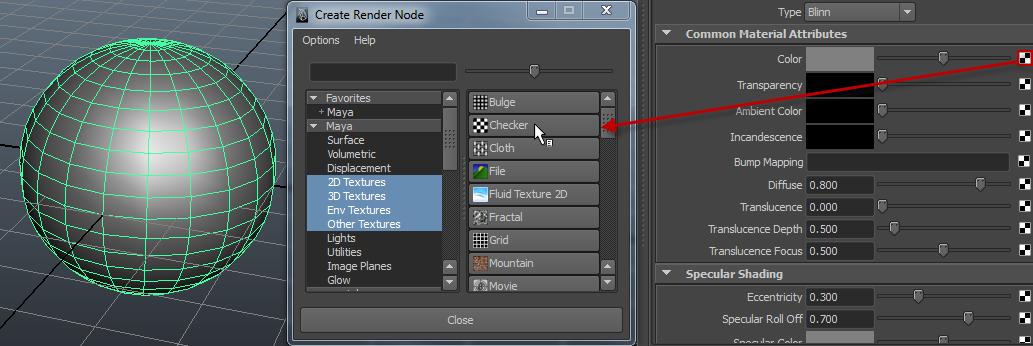 Create Render Node
Options Help
Favorites
+ Maya
Maya
Surface
Volumetric
Displacement
2D Textures
3D Textures
Env Textures
Other Textures
Lights
Utilities
Image Planes
Glow
Bulge
Checker
Cloth
File
Fluid Texture 2D
Fractal
Grid
Mountain
Movie
Close
Type Blinn
Common Material Attributes
Color
Transparency
Ambient Color
Incandescence
Bump Mapping
Diffuse 0.800
Translucence 0.000
Translucence Depth 0.500
Translucence Focus 0.500
Specular Shading
Eccentricity 0.300
Specular Roll Off 0.700
Specular Color